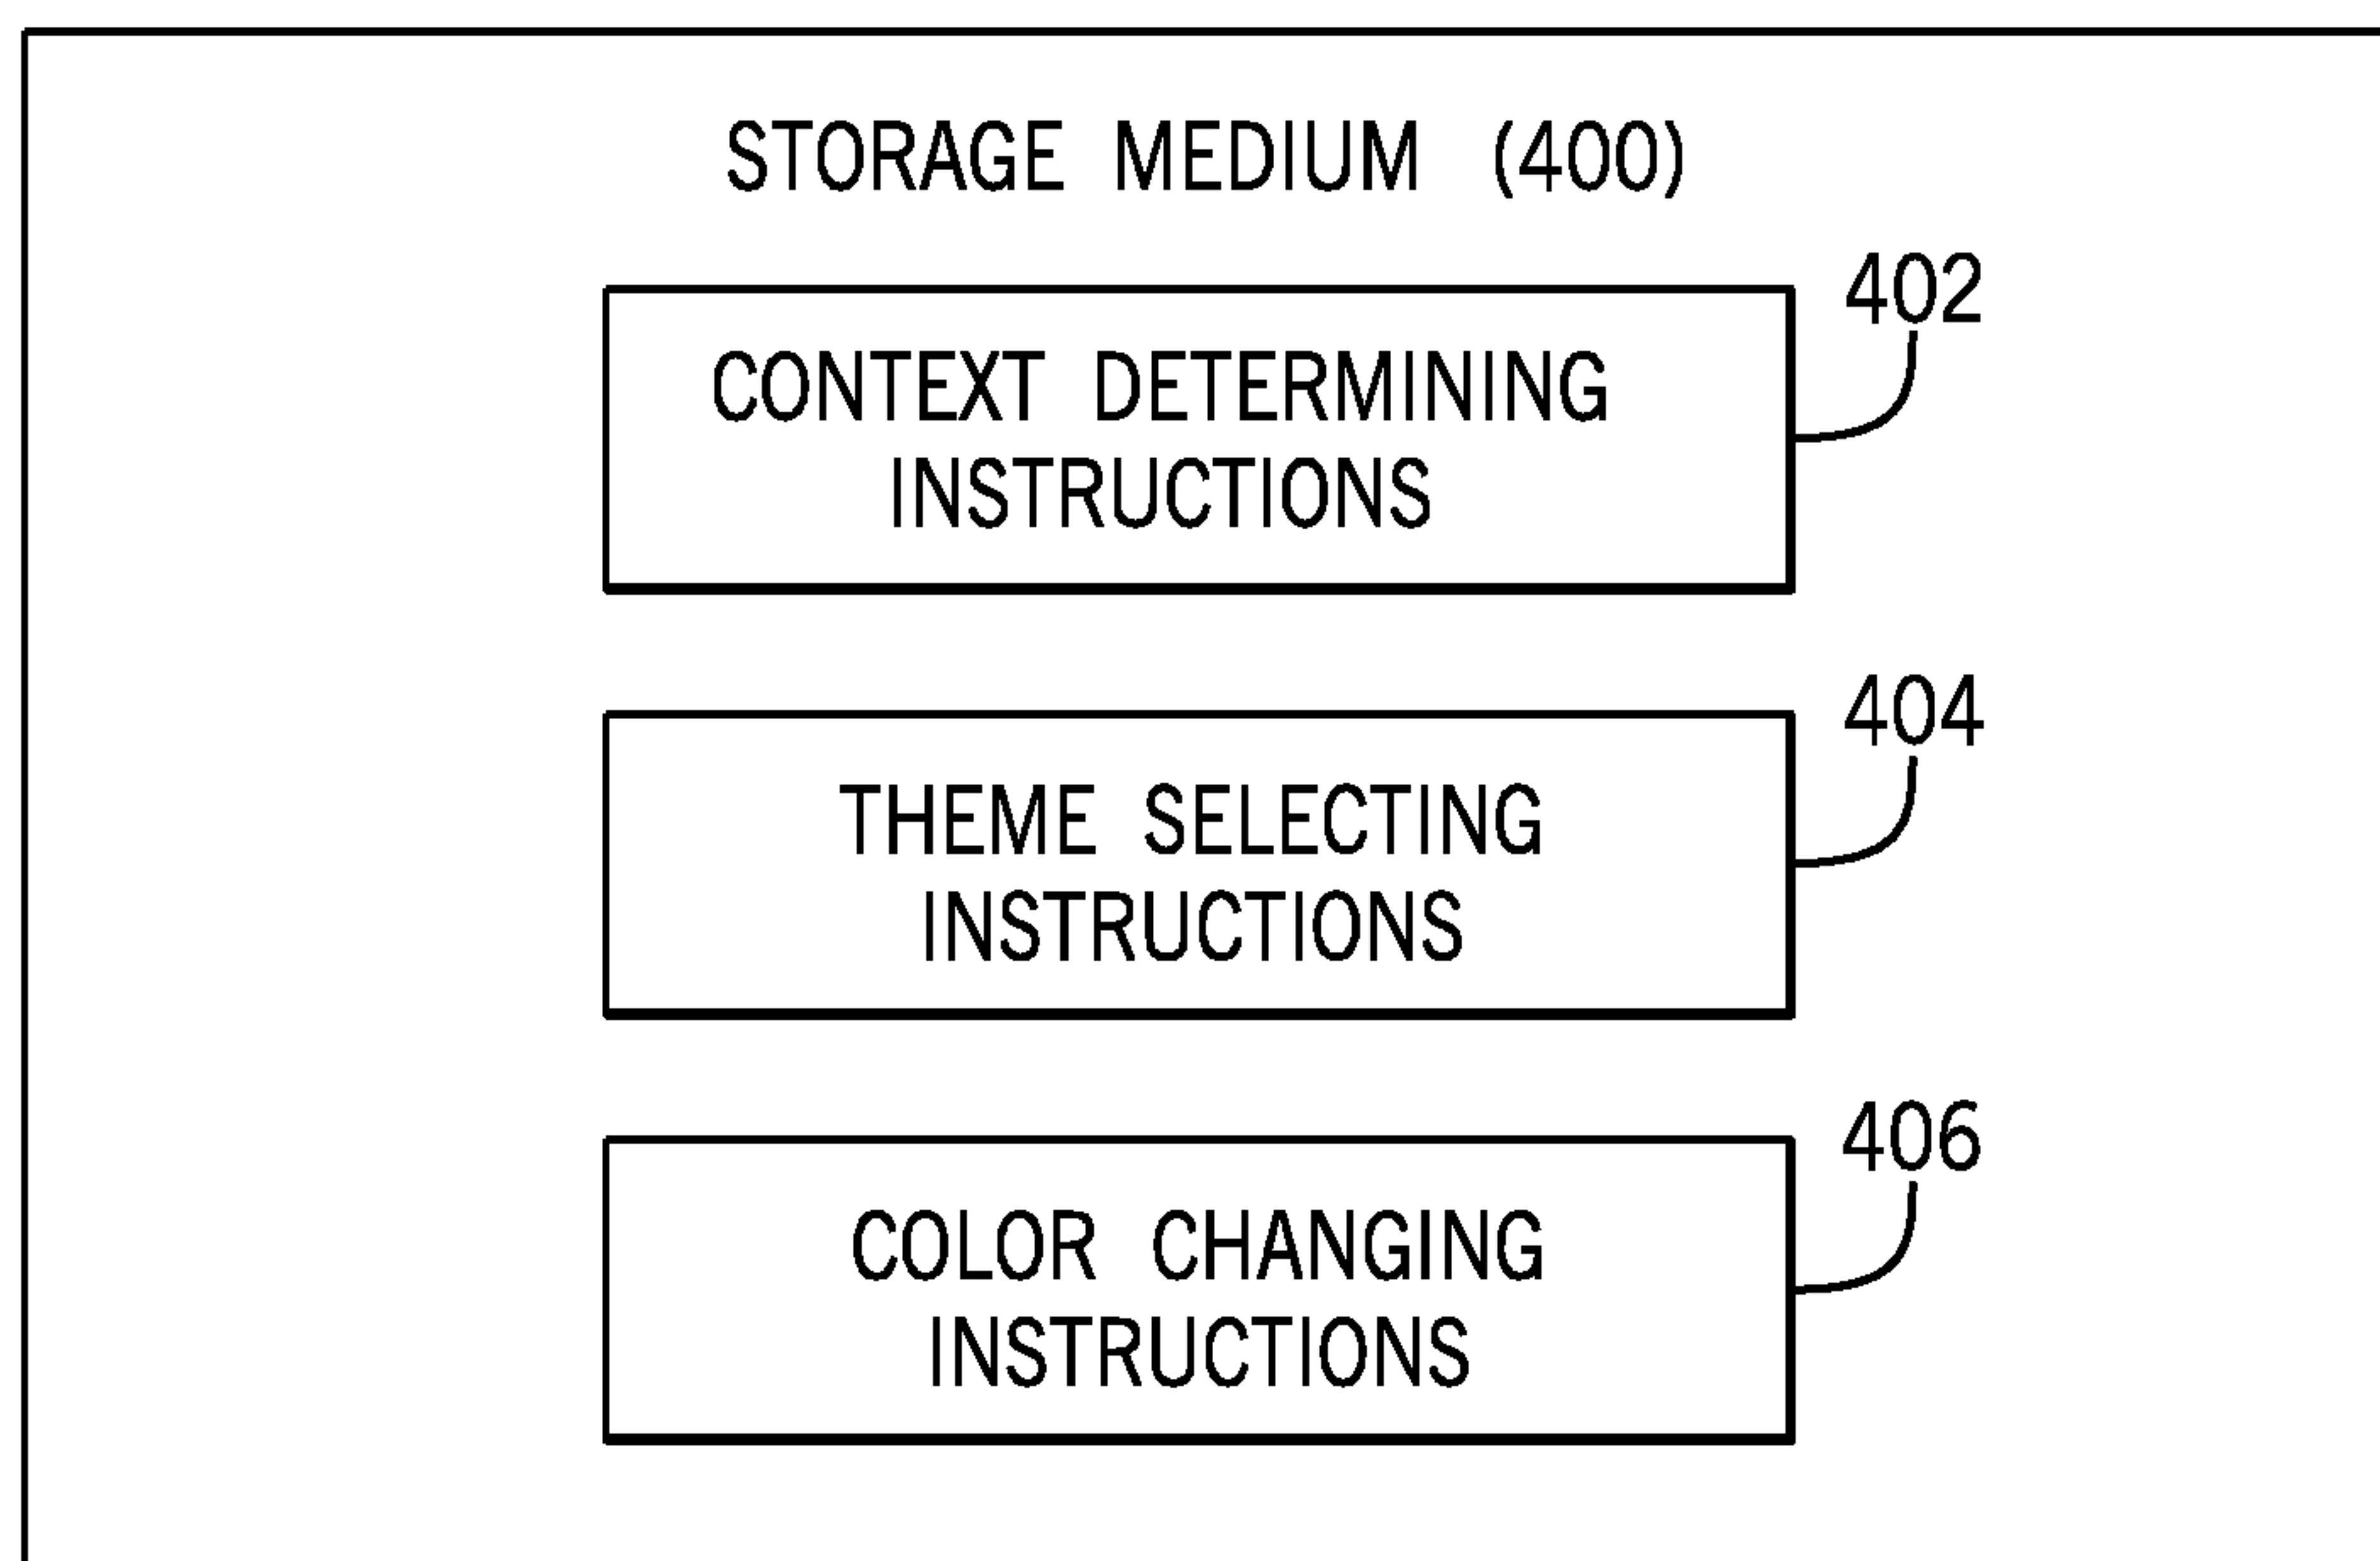 STORAGE MEDIUM (400)
402
CONTEXT DETERMINING
INSTRUCTIONS
404
THEME SELECTING
INSTRUCTIONS
406
COLOR CHANGING
INSTRUCTIONS